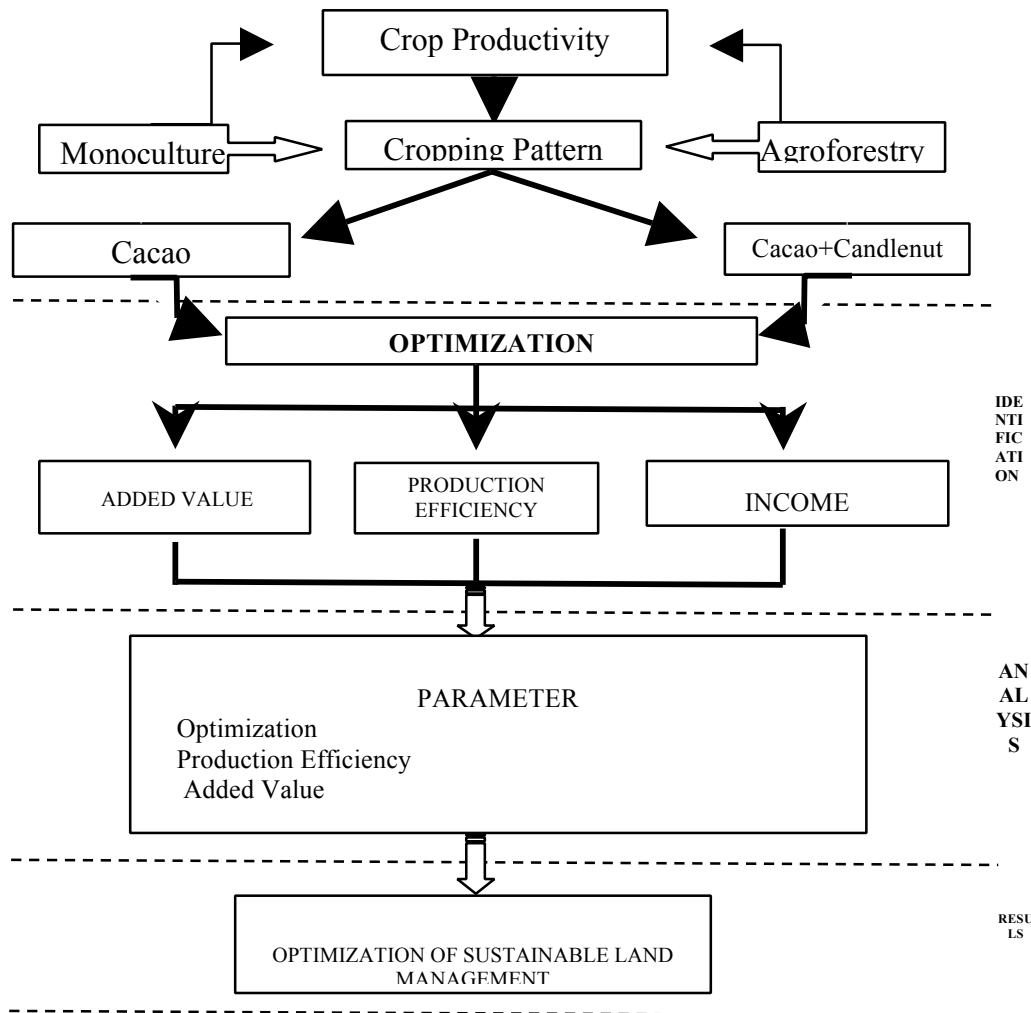 Crop Productivity
Monoculture
Cropping Pattern
Agroforestry
Cacao
Cacao+Candlenut
OPTIMIZATION
IDE
NTI
FIC
ATI
ON
ADDED VALUE
PRODUCTION
EFFICIENCY
INCOME
PARAMETER
Optimization
Production Efficiency
Added Value
AN
AL
YSI
S
OPTIMIZATION OF SUSTAINABLE LAND
MANAGEMENT
RESU
LS